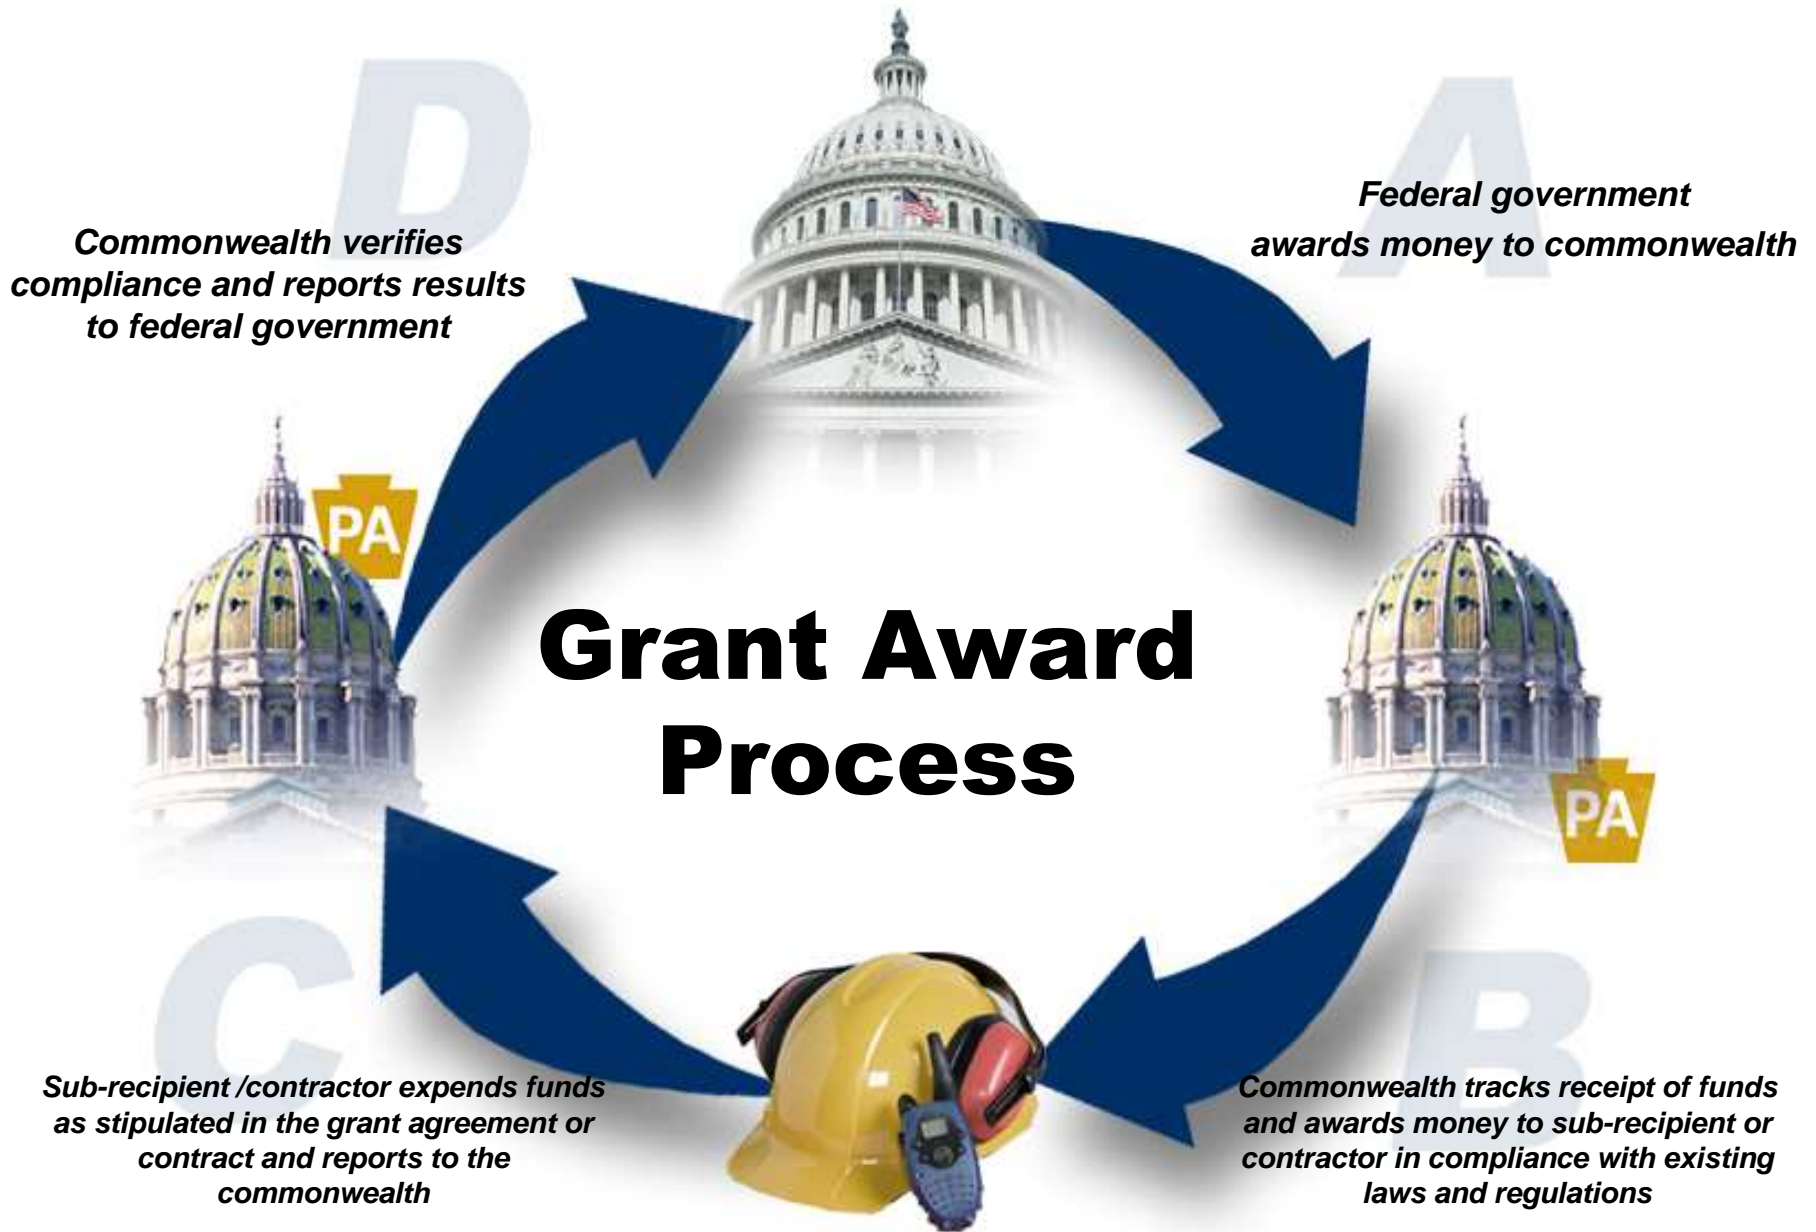 D
A
Federal government
awards money to commonwealth
Commonwealth verifies
compliance and reports results
to federal government
PA
Grant Award
Process
PA
C
B
Sub-recipient /contractor expends funds
as stipulated in the grant agreement or
contract and reports to the
commonwealth
Commonwealth tracks receipt of funds
and awards money to sub-recipient or
contractor in compliance with existing
laws and regulations